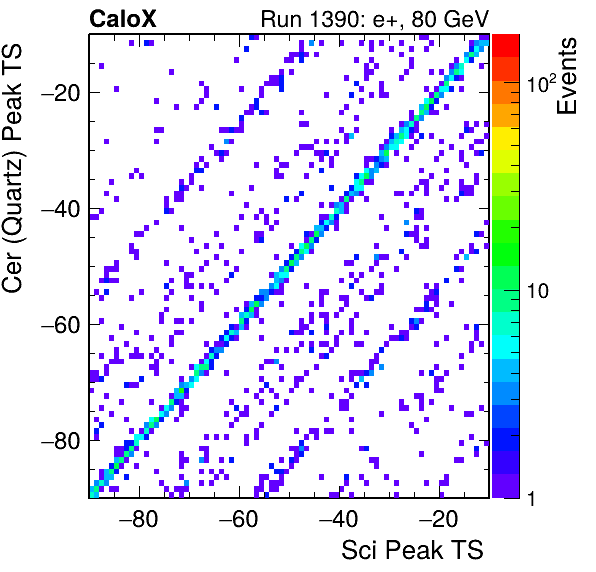 CaloX Run 1390: e+, 80 GeV
Cer (Quartz) Peak TS
−20
−40
−60
−80
−80 −60 −40 −20
Sci Peak TS
Events
10²
10
1